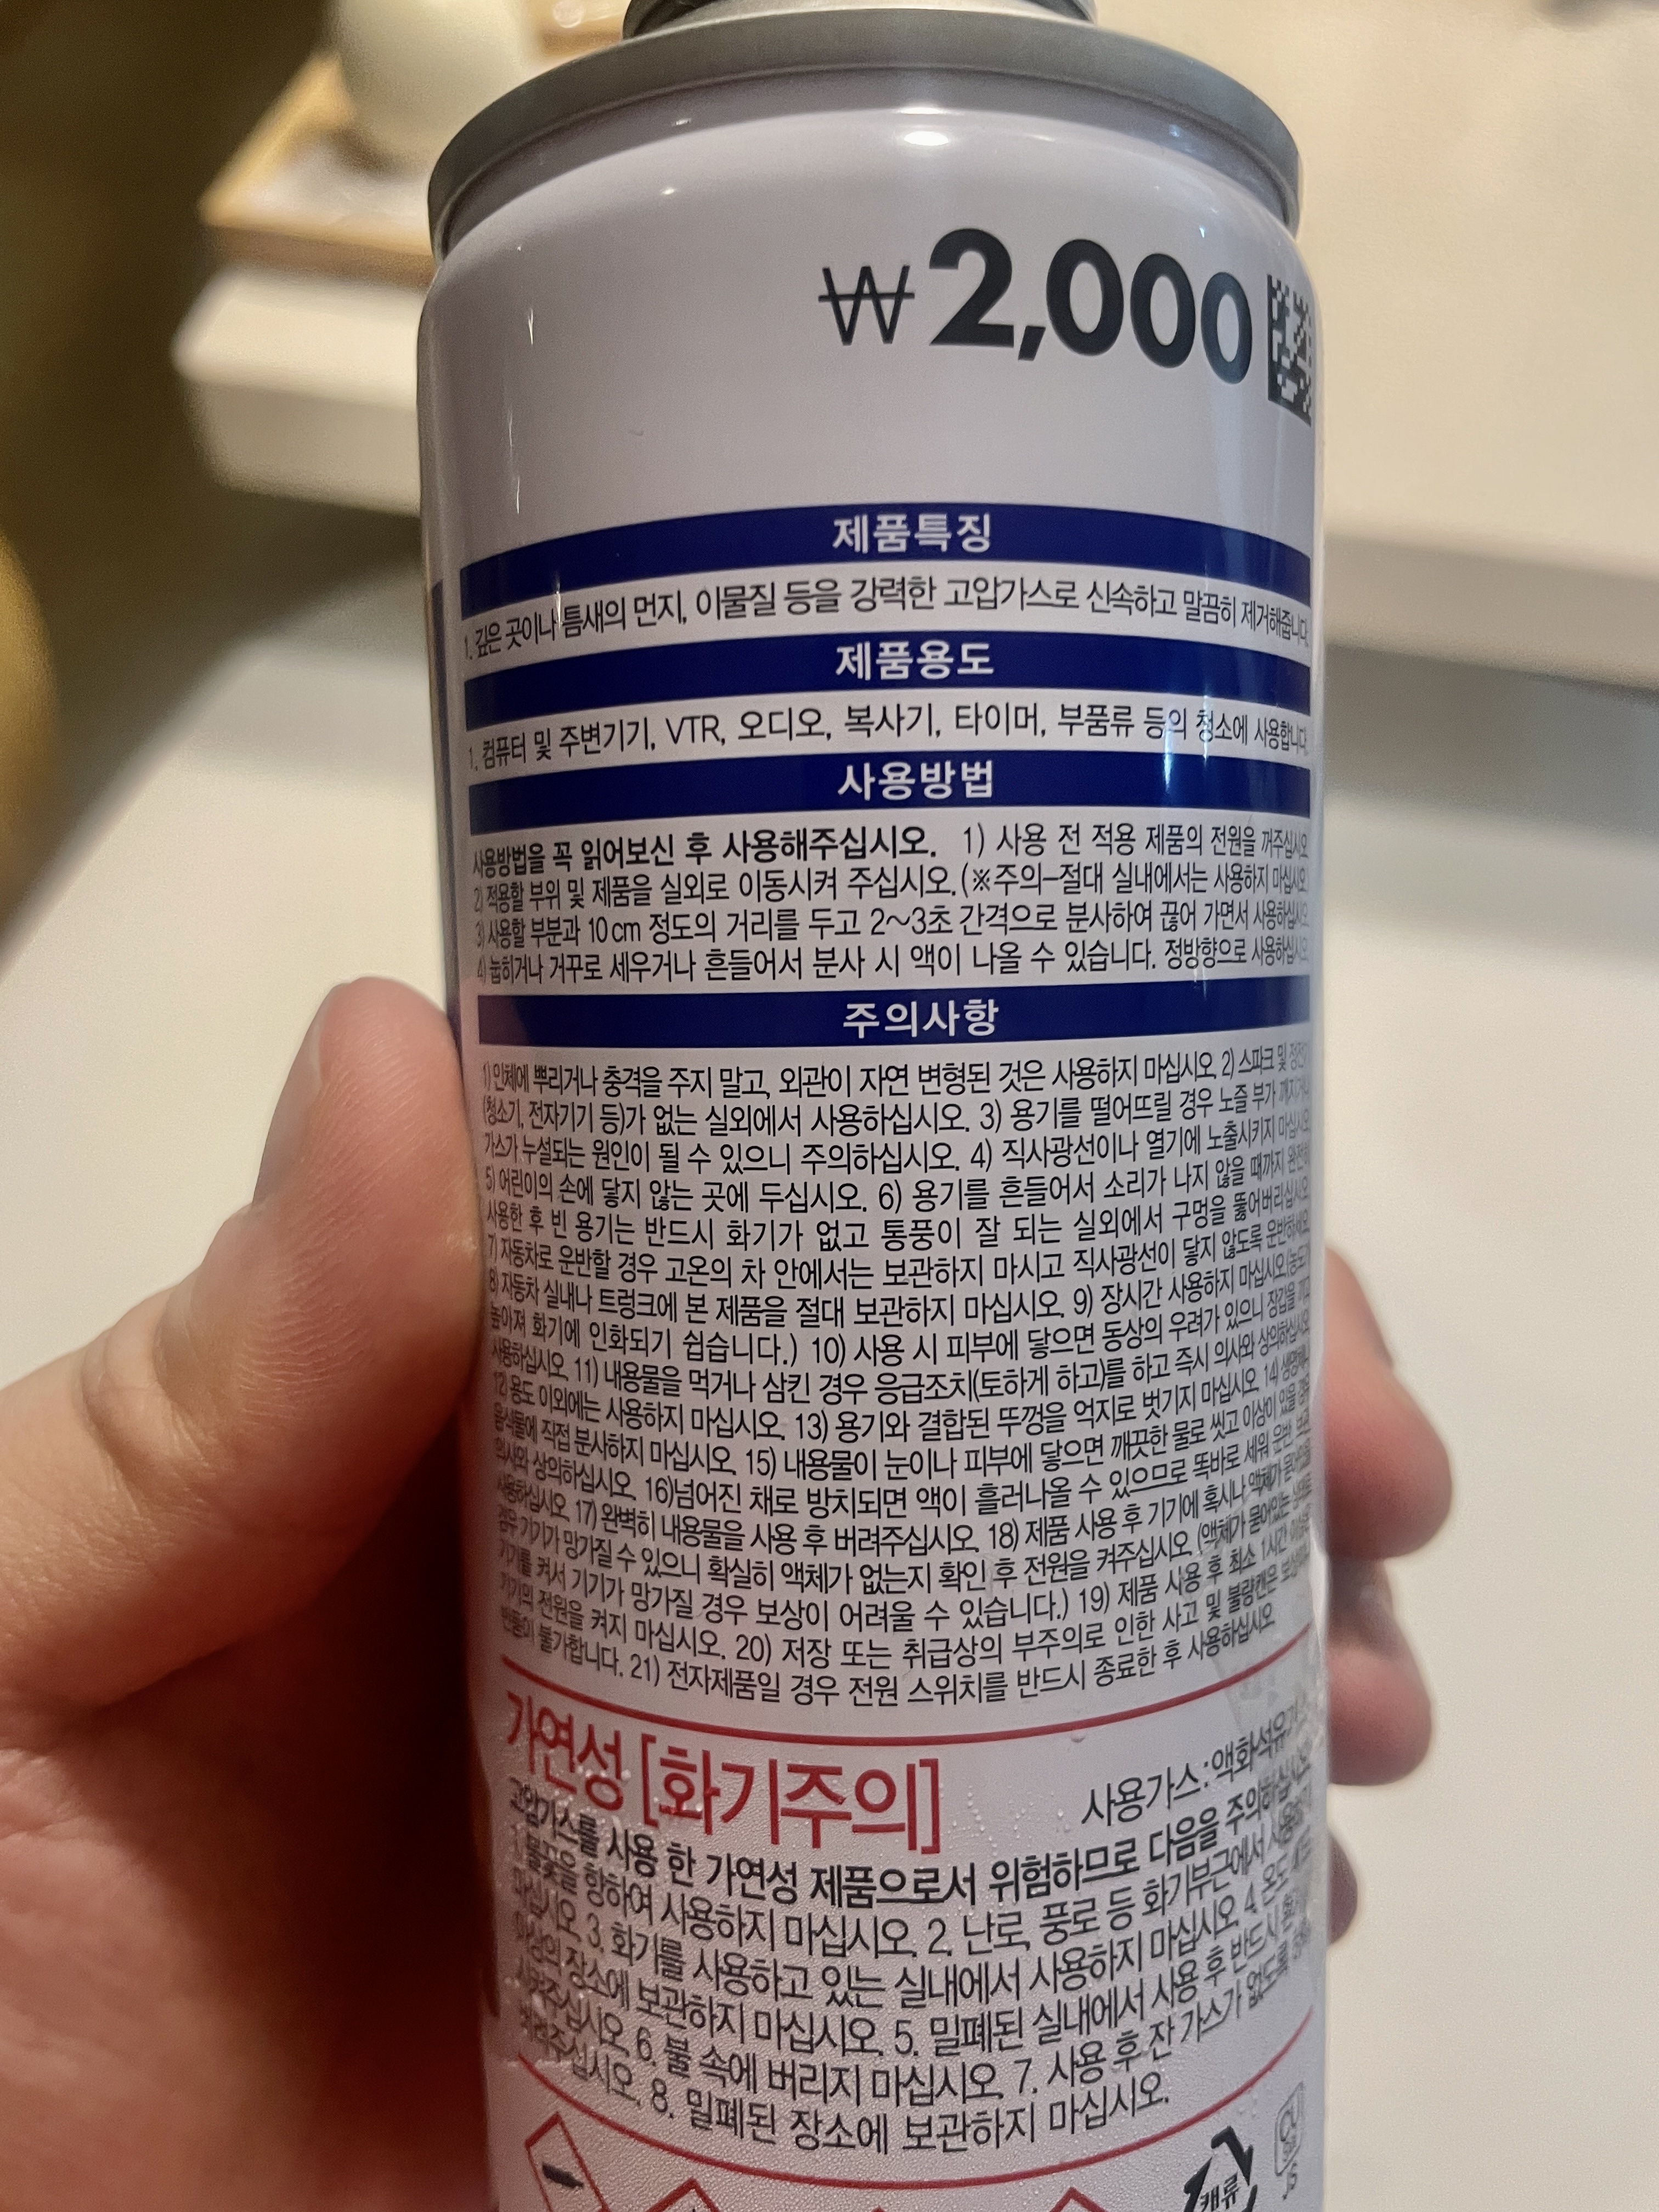 ₩2,000
제품특징
1. 깊은 곳이나 틈새의 먼지, 이물질 등을 강력한 고압가스로 신속하고 말끔히 제거해줍니다.
제품용도
1. 컴퓨터 및 주변기기, VTR, 오디오, 복사기, 타이머, 부품류 등의 청소에 사용합니다.
사용방법
사용방법을 꼭 읽어보신 후 사용해주십시오. 1) 사용 전 적용 제품의 전원을 꺼주십시오.
2) 적용할 부위 및 제품을 실외로 이동시켜 주십시오.(※주의-절대 실내에서는 사용하지 마십시오.
3) 사용할 부분과 10cm 정도의 거리를 두고 2~3초 간격으로 분사하여 끊어 가면서 사용하십시오.
4) 눕히거나 거꾸로 세우거나 흔들어서 분사 시 액이 나올 수 있습니다. 정방향으로 사용하십시오.
주의사항
1) 인체에 뿌리거나 충격을 주지 말고, 외관이 자연 변형된 것은 사용하지 마십시오. 2) 스파크 및
(청소기, 전자기기 등)가 없는 실외에서 사용하십시오. 3) 용기를 떨어뜨릴 경우 노즐 부가
가스가 누설되는 원인이 될 수 있으니 주의하십시오. 4) 직사광선이나 열기에 노출시키지 마십시오.
5) 어린이의 손에 닿지 않는 곳에 두십시오. 6) 용기를 흔들어서 소리가 나지 않을 때까지 완전히
사용한 후 빈 용기는 반드시 화기가 없고 통풍이 잘 되는 실외에서 구멍을 뚫어버리십시오.
7) 자동차로 운반할 경우 고온의 차 안에서는 보관하지 마시고 직사광선이 닿지 않도록 운반하세요.
8) 자동차 실내나 트렁크에 본 제품을 절대 보관하지 마십시오. 9) 장시간 사용하지 마십시오.(농도가
높아져 화기에 인화되기 쉽습니다.) 10) 사용 시 피부에 닿으면 동상의 우려가 있으니 장갑을 끼고
사용하십시오. 11) 내용물을 먹거나 삼킨 경우 응급조치(토하게 하고)를 하고 즉시 의사와 상의하십시오.
12) 용도 이외에는 사용하지 마십시오. 13) 용기와 결합된 뚜껑을 억지로 벗기지 마십시오. 14)
음식물에 직접 분사하지 마십시오. 15) 내용물이 눈이나 피부에 닿으면 깨끗한 물로 씻고 이상이 있을 경우
의사와 상의하십시오. 16)넘어진 채로 방치되면 액이 흘러나올 수 있으므로 똑바로 세워 운반,
사용하십시오. 17) 완벽히 내용물을 사용 후 버려주십시오. 18) 제품 사용 후 기기에 혹시나 액체가
경우 기기가 망가질 수 있으니 확실히 액체가 없는지 확인 후 전원을 켜주십시오. (액체가 묻어있는
기기를 켜서 기기가 망가질 경우 보상이 어려울 수 있습니다.) 19) 제품 사용 후 최소 1시간
기기의 전원을 켜지 마십시오. 20) 저장 또는 취급상의 부주의로 인한 사고 및 불량캔은
불가합니다. 21) 전자제품일 경우 전원 스위치를 반드시 종료한 후 사용하십시오.
가연성 [화기주의] 사용가스:액화석유가스
고압가스를 사용 한 가연성 제품으로서 위험하므로 다음을 주의하십시오.
1. 불꽃을 향하여 사용하지 마십시오. 2. 난로, 풍로 등 화기부근에서 사용하지
마십시오. 3. 화기를 사용하고 있는 실내에서 사용하지 마십시오. 4. 온도
이상의 장소에 보관하지 마십시오. 5. 밀폐된 실내에서 사용 후 반드시
시켜주십시오. 6. 불 속에 버리지 마십시오. 7. 사용 후 잔 가스가 없도록
버려주십시오. 8. 밀폐된 장소에 보관하지 마십시오.
캔류